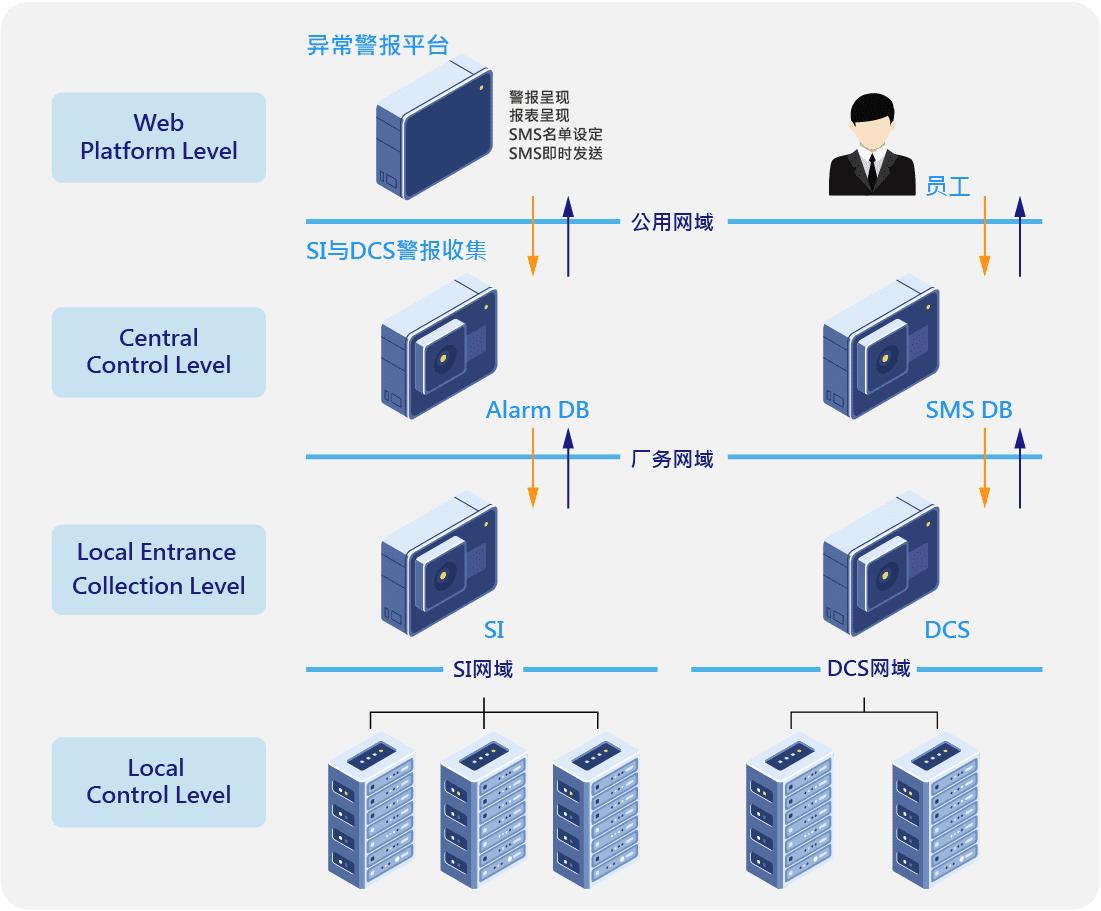 异常警报平台
Web
Platform Level
警报呈现
报表呈现
SMS名单设定
SMS即时发送
员工
公用网域
SI与DCS警报收集
Central
Control Level
Alarm DB
SMS DB
厂务网域
Local Entrance
Collection Level
SI
DCS
SI网域
DCS网域
Local
Control Level